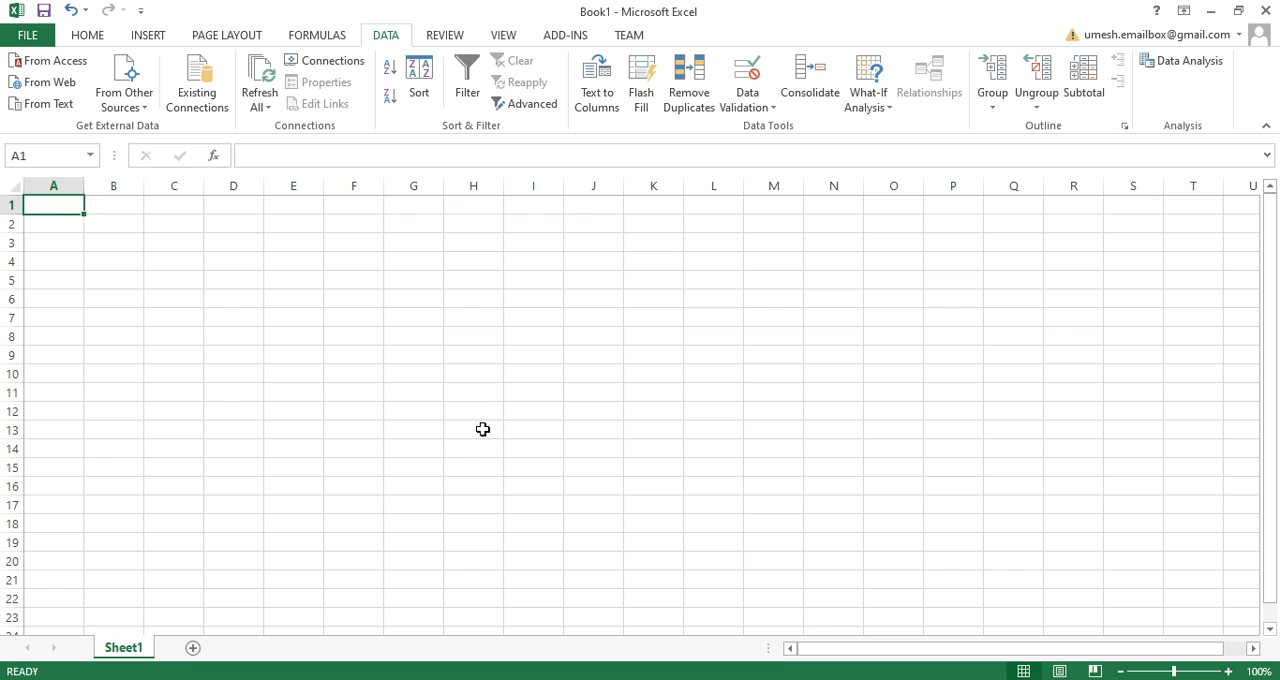 Book1 - Microsoft Excel
FILE HOME INSERT PAGE LAYOUT FORMULAS DATA REVIEW VIEW ADD-INS TEAM
umesh.emailbox@gmail.com
From Access
From Web
From Text
From Other
Sources
Existing
Connections
Get External Data
Refresh
All
Connections
Properties
Edit Links
Connections
Sort
Filter
Clear
Reapply
Advanced
Sort & Filter
Text to
Columns
Flash
Fill
Remove
Duplicates
Data
Validation
Consolidate
What-If
Analysis
Relationships
Data Tools
Group
Ungroup
Subtotal
Outline
Data Analysis
Analysis
A1
fx
A B C D E F G H I J K L M N O P Q R S T U
1
2
3
4
5
6
7
8
9
10
11
12
13
14
15
16
17
18
19
20
21
22
23
24
Sheet1
READY
100%